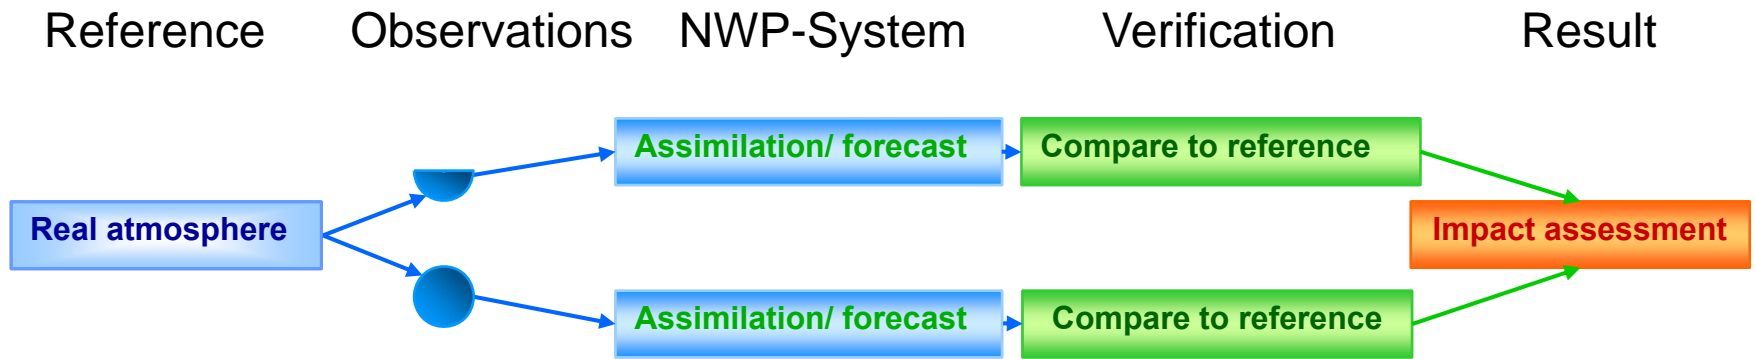 Reference Observations NWP-System Verification Result
Assimilation/ forecast Compare to reference
Real atmosphere Impact assessment
Assimilation/ forecast Compare to reference